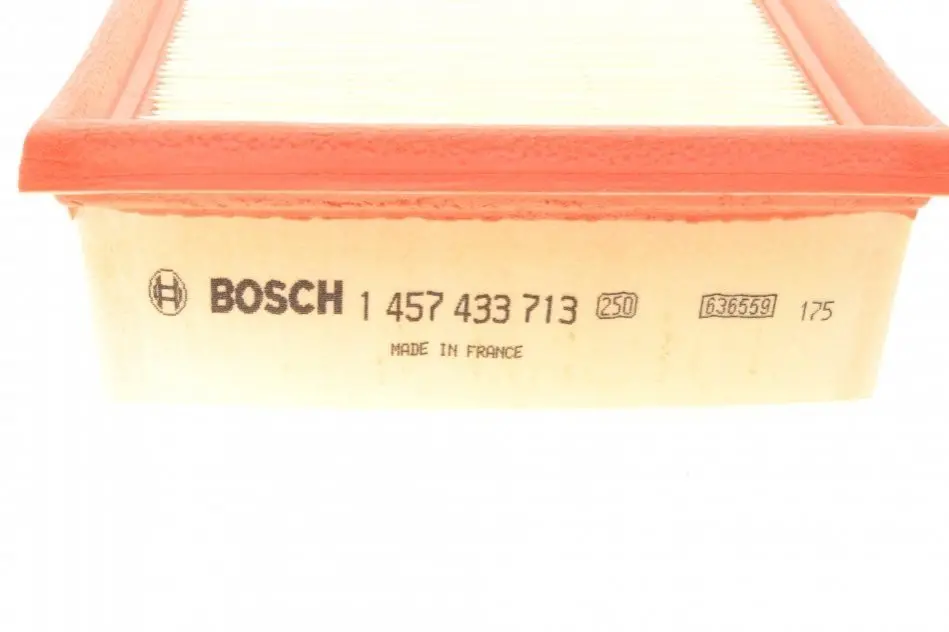 BOSCH 1 457 433 713 250 636559 175
MADE IN FRANCE